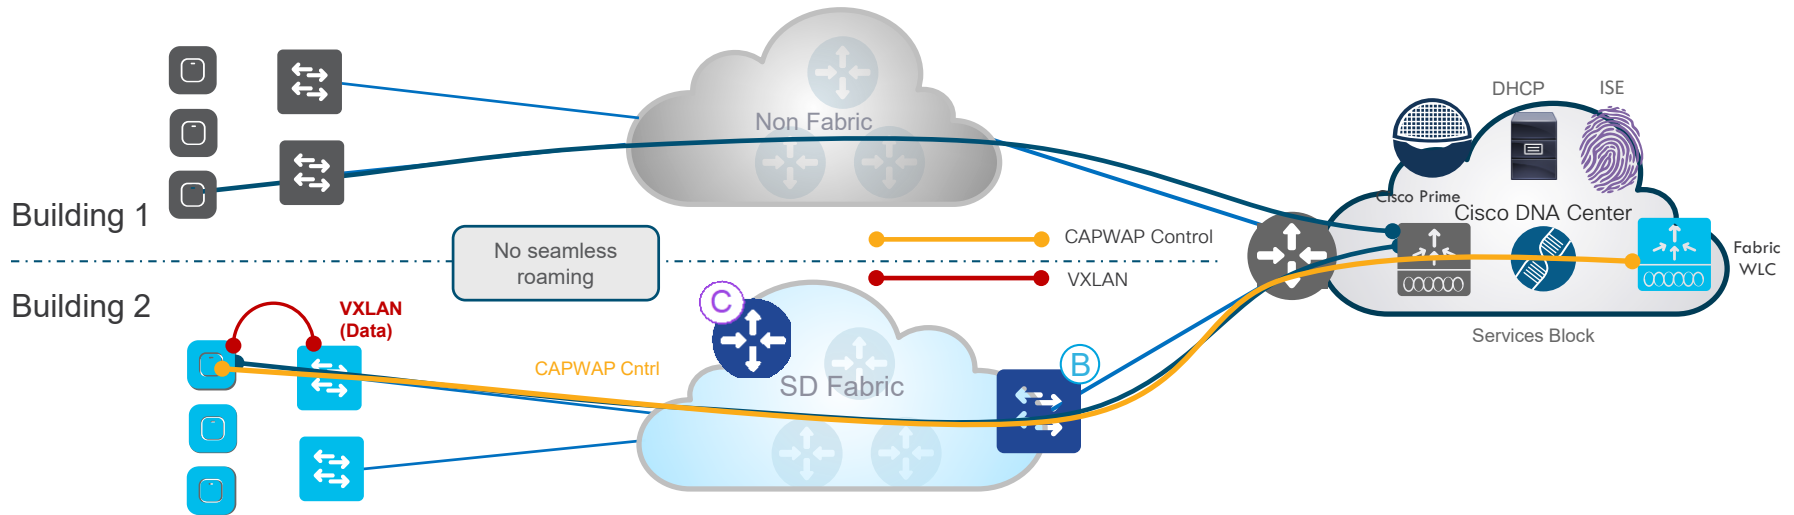 Non Fabric
DHCP
ISE
Cisco Prime
Cisco DNA Center
Building 1
No seamless
roaming
CAPWAP Control
VXLAN
Fabric
WLC
Building 2
VXLAN
(Data)
C
CAPWAP Cntrl
SD Fabric
B
Services Block